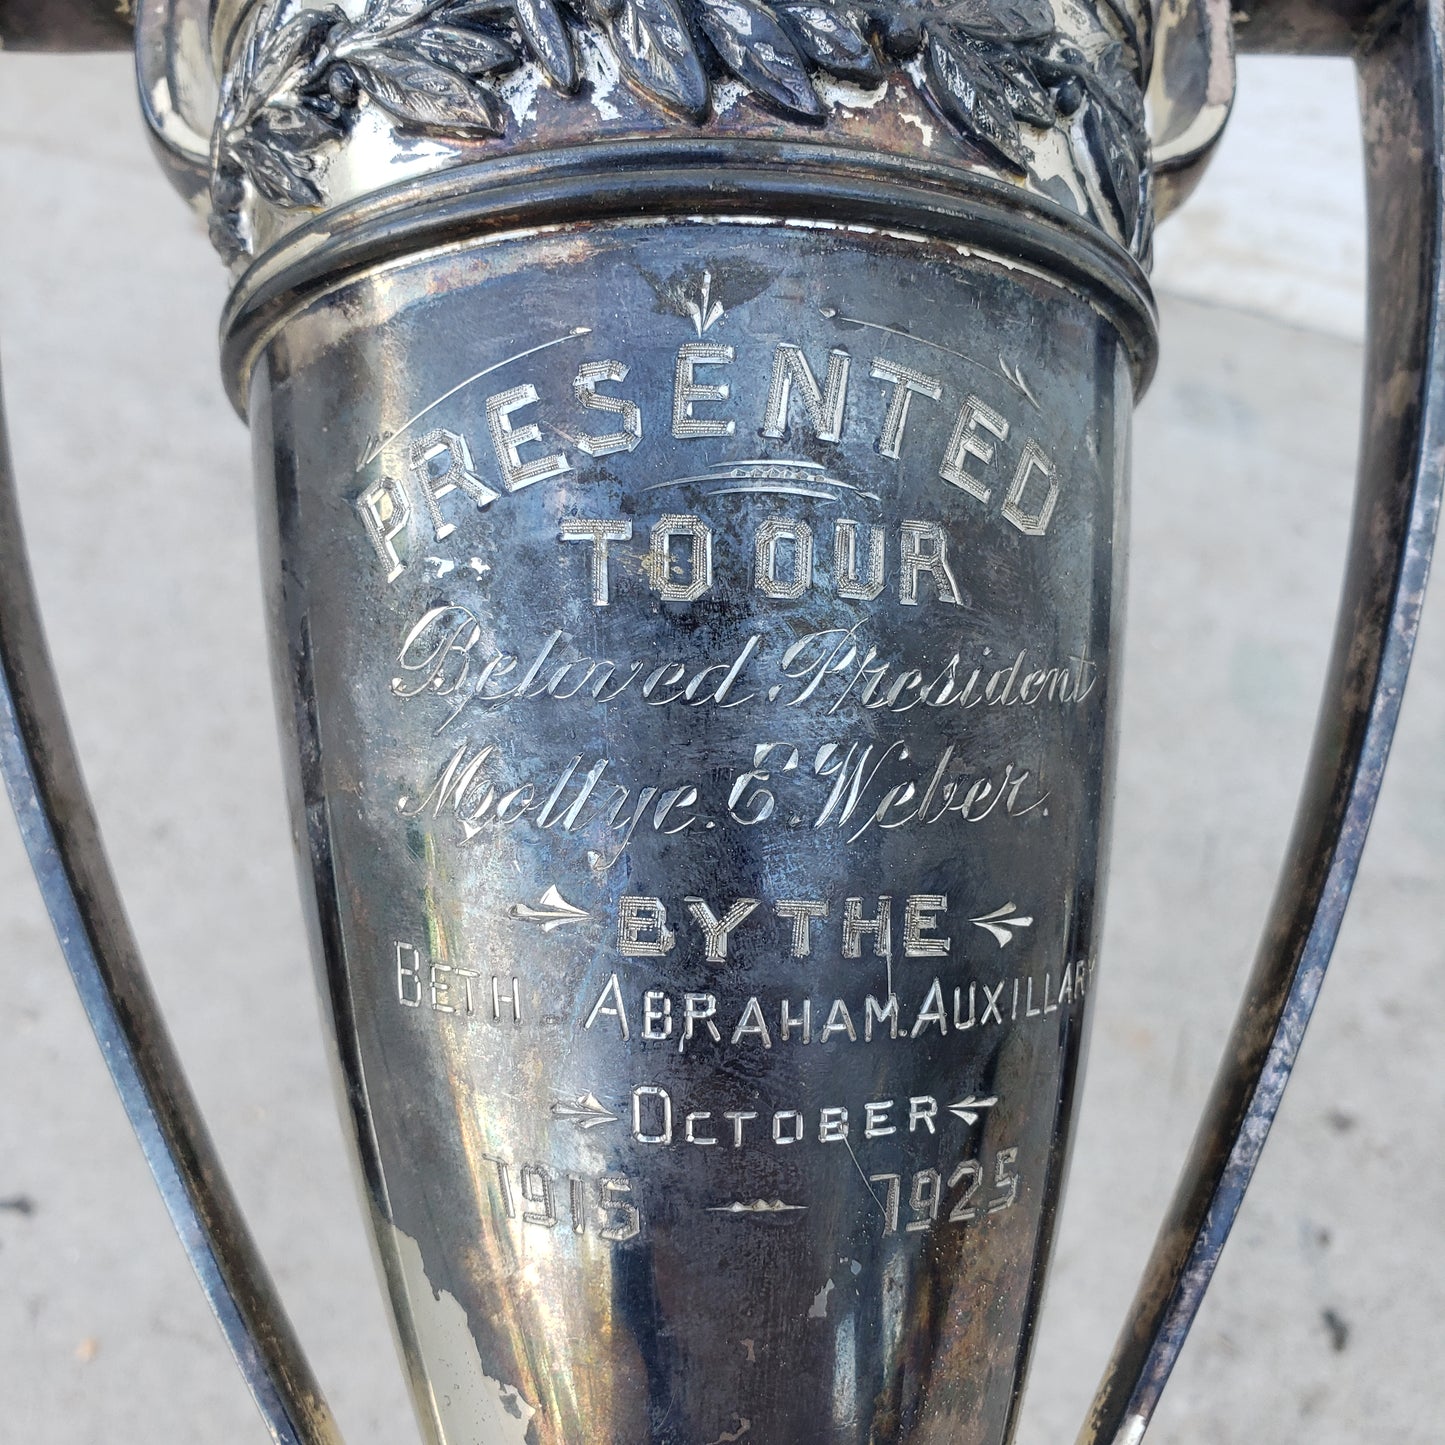 PRESENTED
TO OUR
Beloved President
Mollye. E. Weber.
BY THE
BETH. ABRAHAM. AUXILLARY
OCTOBER
1915 — 1925